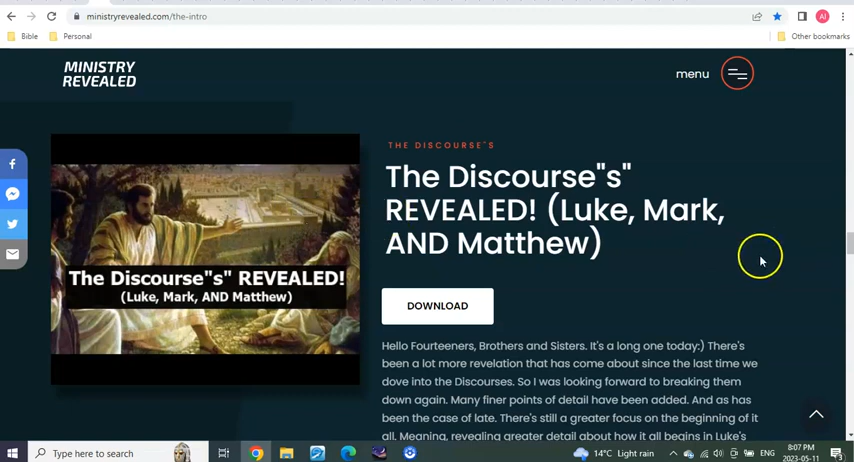 ministryrevealed.com/the-intro
AI
Bible
Personal
Other bookmarks
MINISTRY
REVEALED
menu
THE DISCOURSE"S
The Discourse"s"
REVEALED! (Luke, Mark,
AND Matthew)
The Discourse"s" REVEALED!
(Luke, Mark, AND Matthew)
DOWNLOAD
Hello Fourteeners, Brothers and Sisters. It's a long one today:) There's
been a lot more revelation that has come about since the last time we
dove into the Discourses. So I was looking forward to breaking them
down again. Many finer points of detail have been added. And as has
been the case of late. There's still a greater focus on the beginning of it
all. Meaning, revealing greater detail about how it all begins in Luke's
Type here to search
14°C Light rain
ENG
8:07 PM
2023-05-11
3